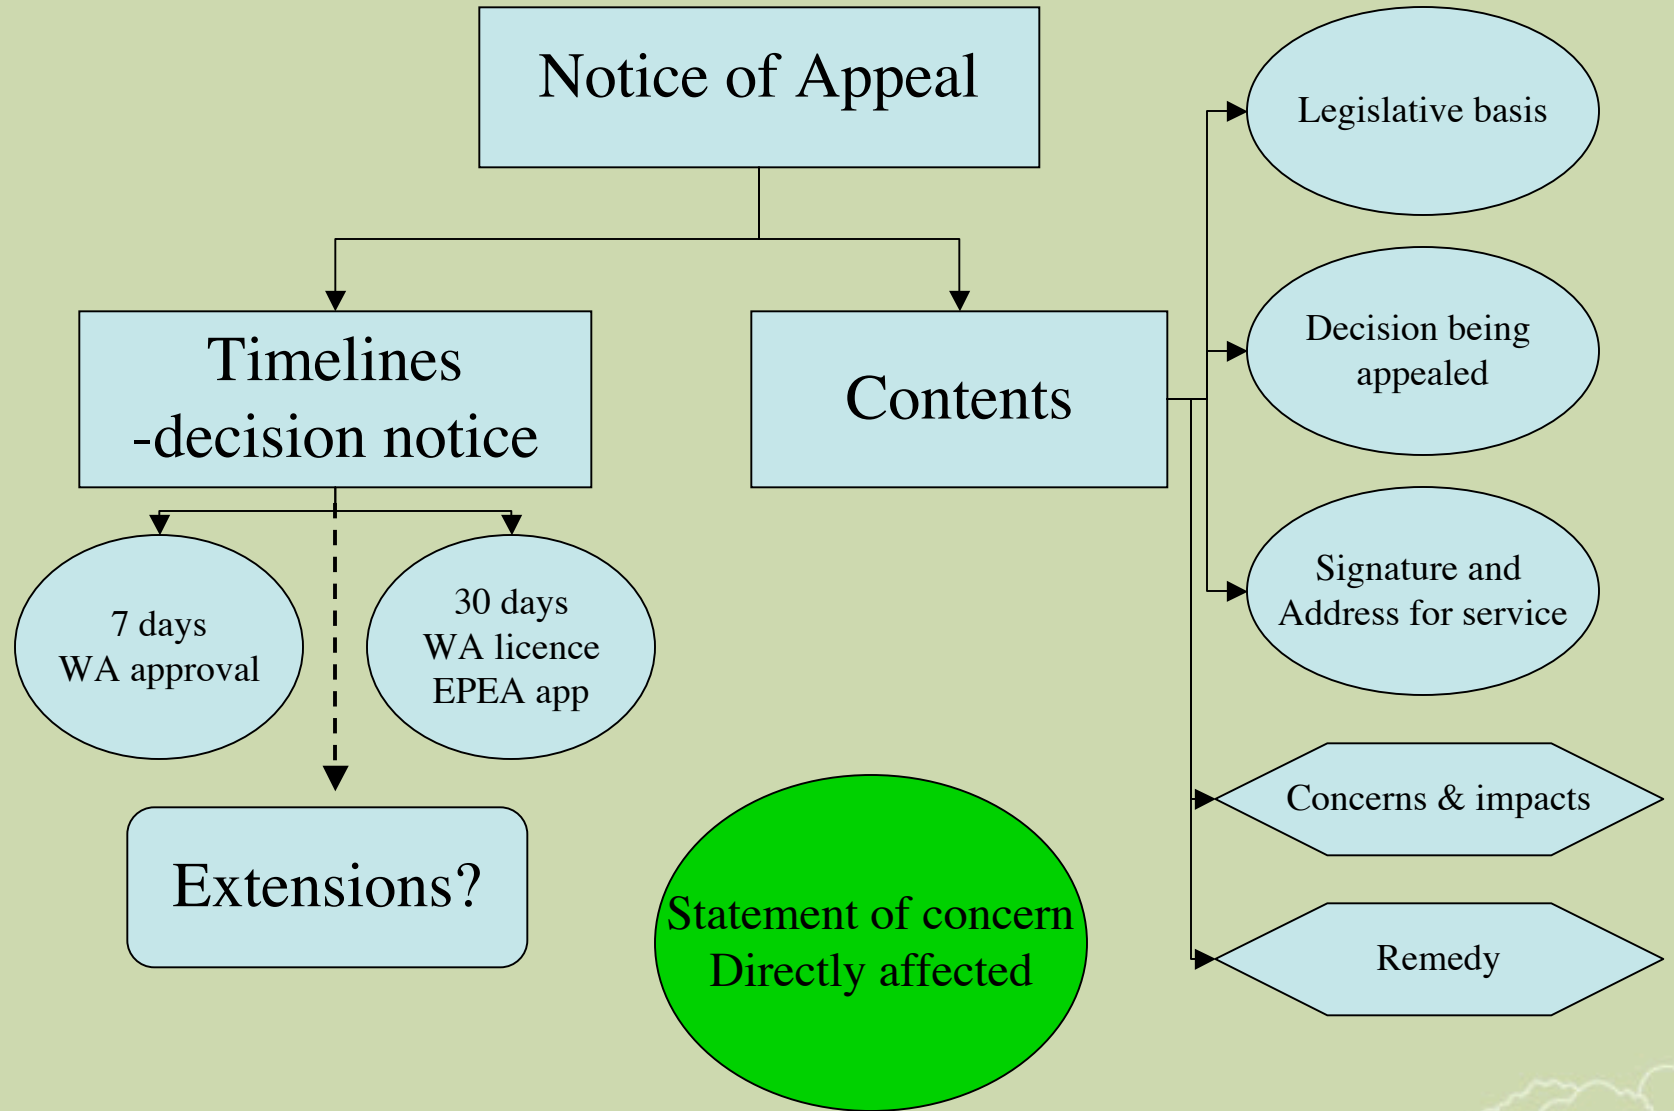 Notice of Appeal
Timelines
-decision notice
7 days
WA approval
30 days
WA licence
EPEA app
Extensions?
Contents
Legislative basis
Decision being
appealed
Signature and
Address for service
Concerns & impacts
Remedy
Statement of concern
Directly affected